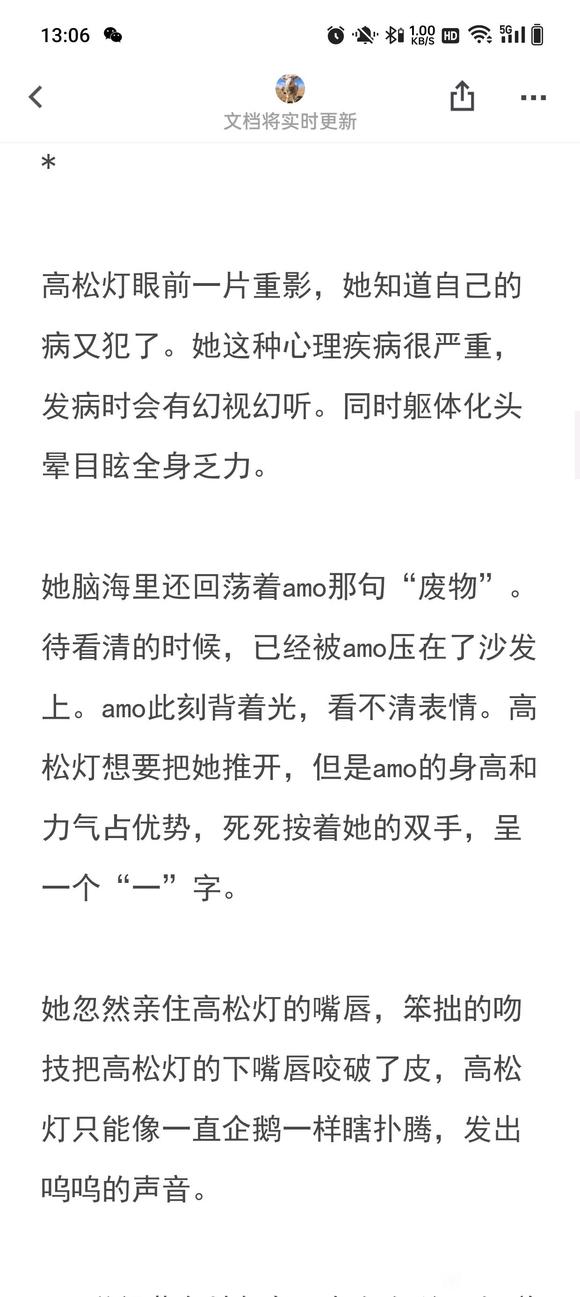 13:06
1.00
KB/S
HD
5G
文档将实时更新
*
高松灯眼前一片重影，她知道自己的
病又犯了。她这种心理疾病很严重，
发病时会有幻视幻听。同时躯体化头
晕目眩全身乏力。
她脑海里还回荡着amo那句“废物”。
待看清的时候，已经被amo压在了沙发
上。amo此刻背着光，看不清表情。高
松灯想要把她推开，但是amo的身高和
力气占优势，死死按着她的双手，呈
一个“一”字。
她忽然亲住高松灯的嘴唇，笨拙的吻
技把高松灯的下嘴唇咬破了皮，高松
灯只能像一直企鹅一样瞎扑腾，发出
呜呜的声音。